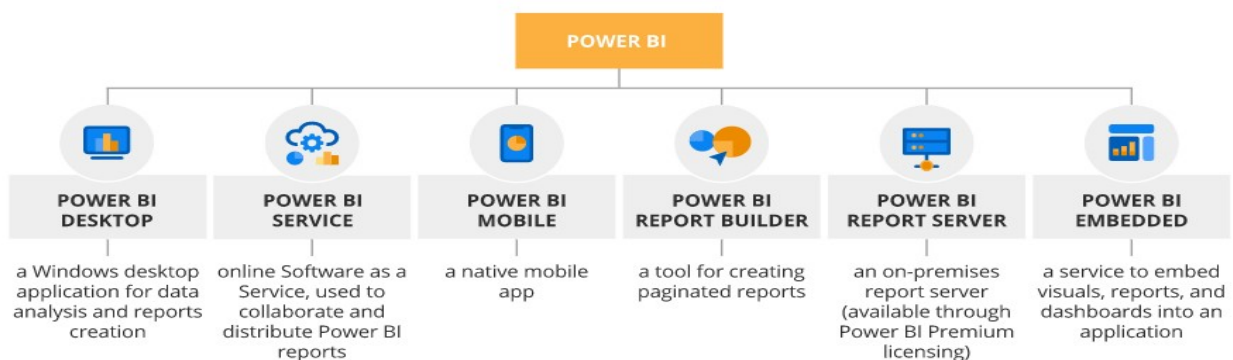 POWER BI
POWER BI
DESKTOP
POWER BI
SERVICE
POWER BI
MOBILE
POWER BI
REPORT BUILDER
POWER BI
REPORT SERVER
POWER BI
EMBEDDED
a Windows desktop
application for data
analysis and reports
creation
online Software as a
Service, used to
collaborate and
distribute Power BI
reports
a native mobile
app
a tool for creating
paginated reports
an on-premises
report server
(available through
Power BI Premium
licensing)
a service to embed
visuals, reports, and
dashboards into an
application